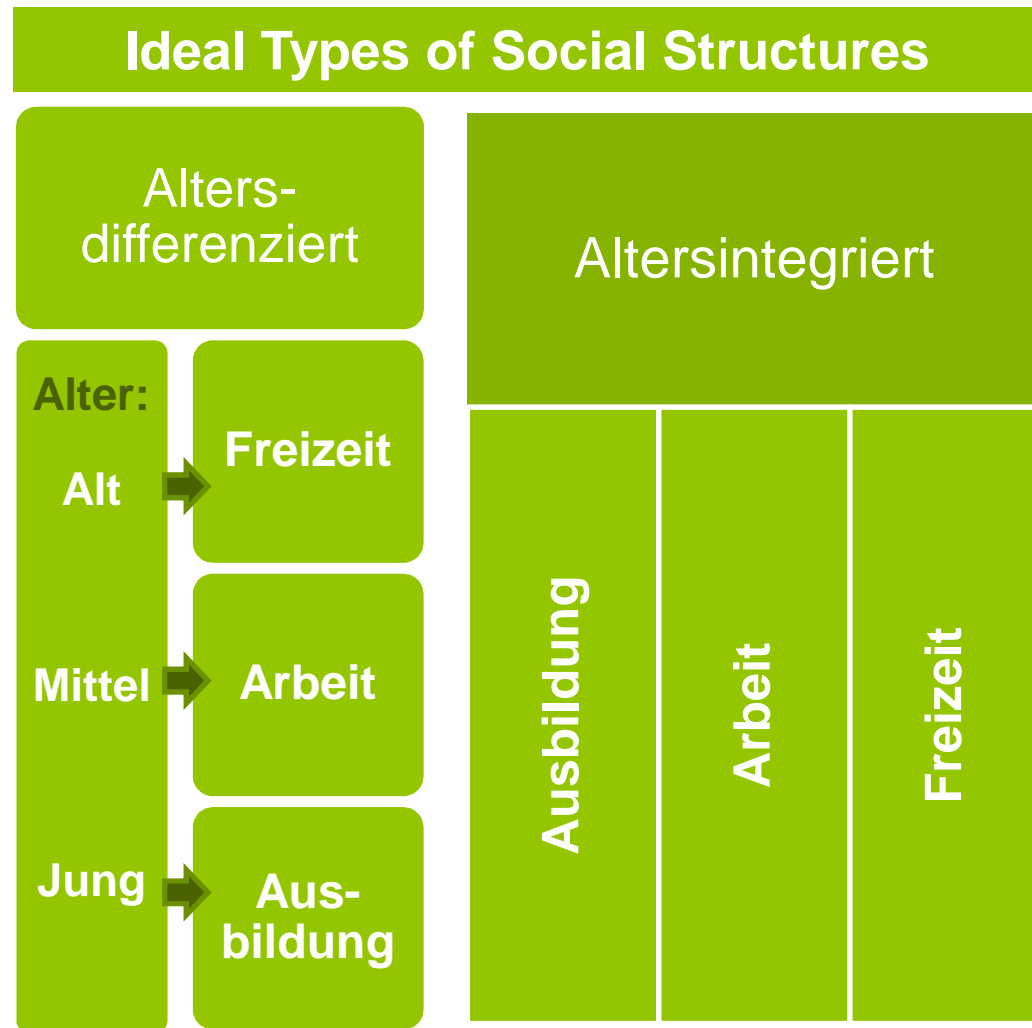 Ideal Types of Social Structures
Alters-
differenziert
Alter:
Alt
Freizeit
Mittel
Arbeit
Jung
Aus-
bildung
Altersintegriert
Ausbildung
Arbeit
Freizeit